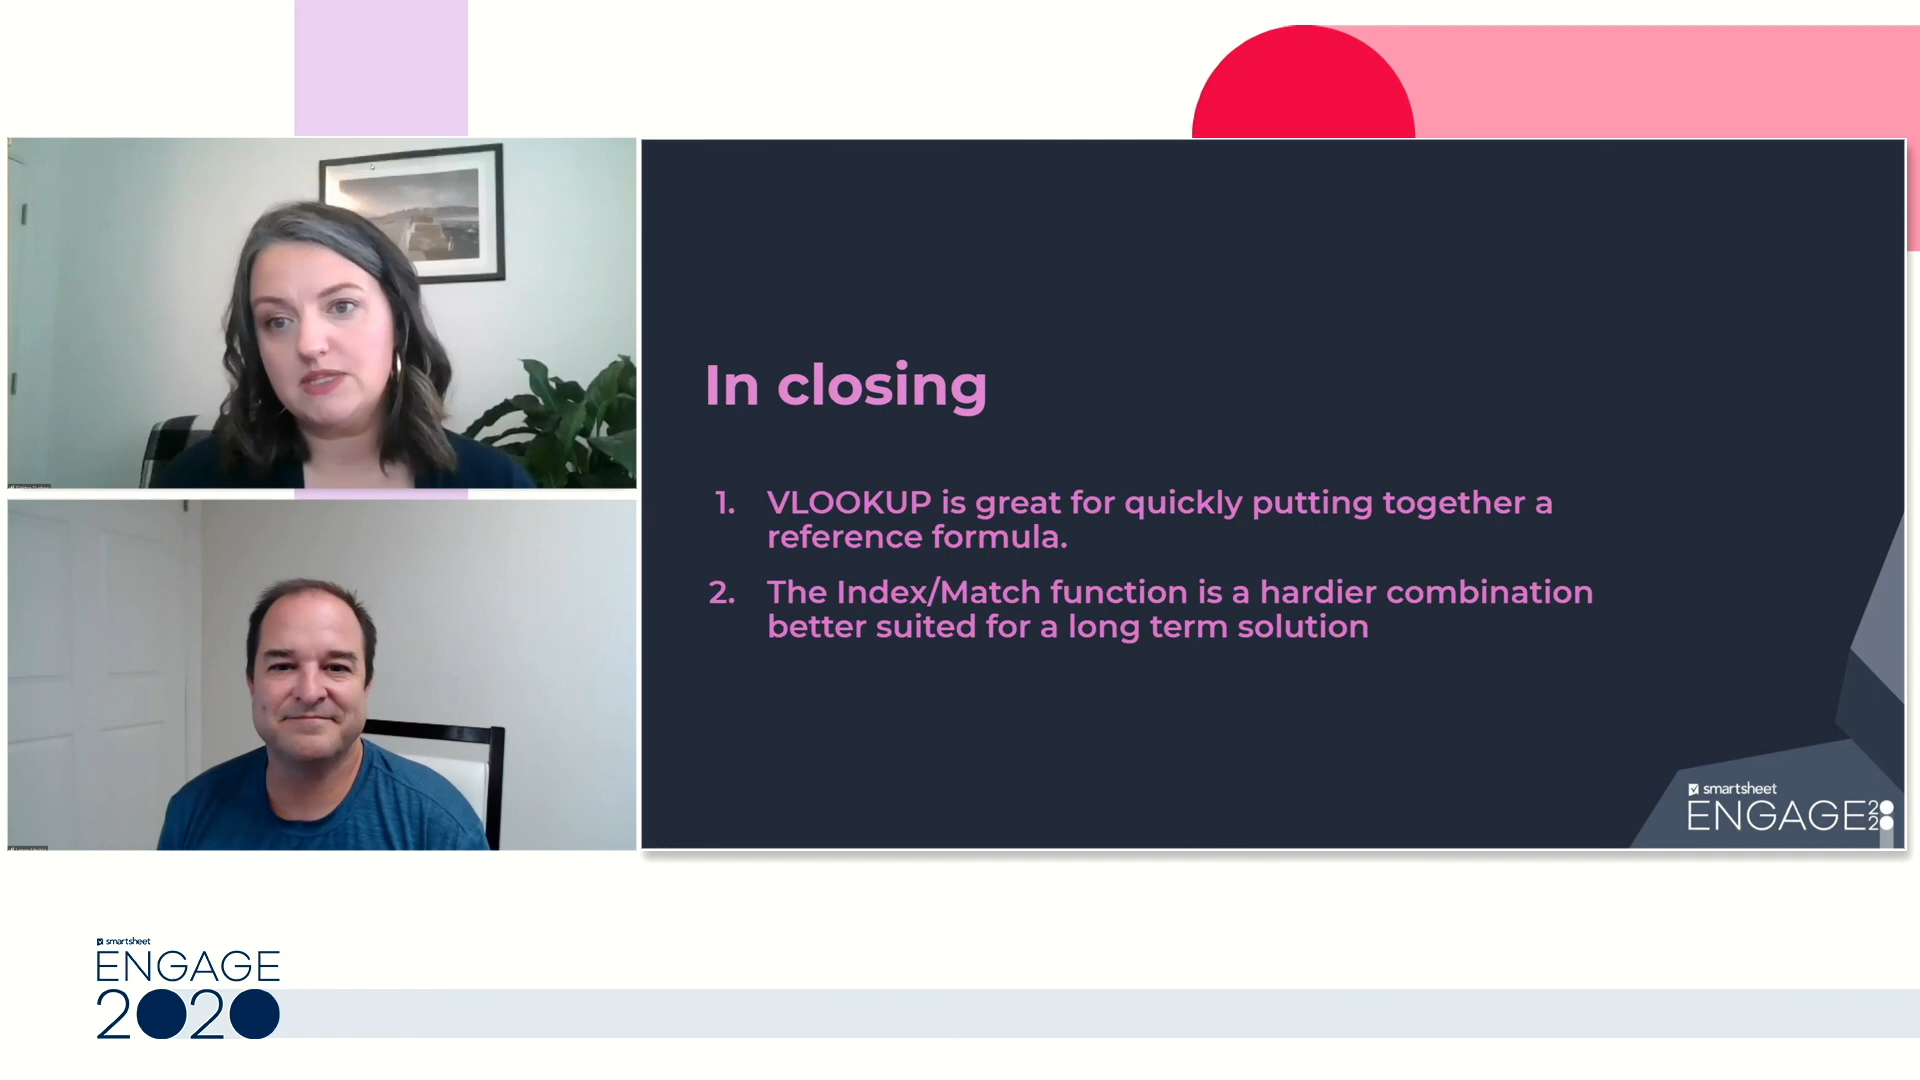 In closing
1. VLOOKUP is great for quickly putting together a
reference formula.
2. The Index/Match function is a hardier combination
better suited for a long term solution
smartsheet
ENGAGE 2020
smartsheet
ENGAGE
2020